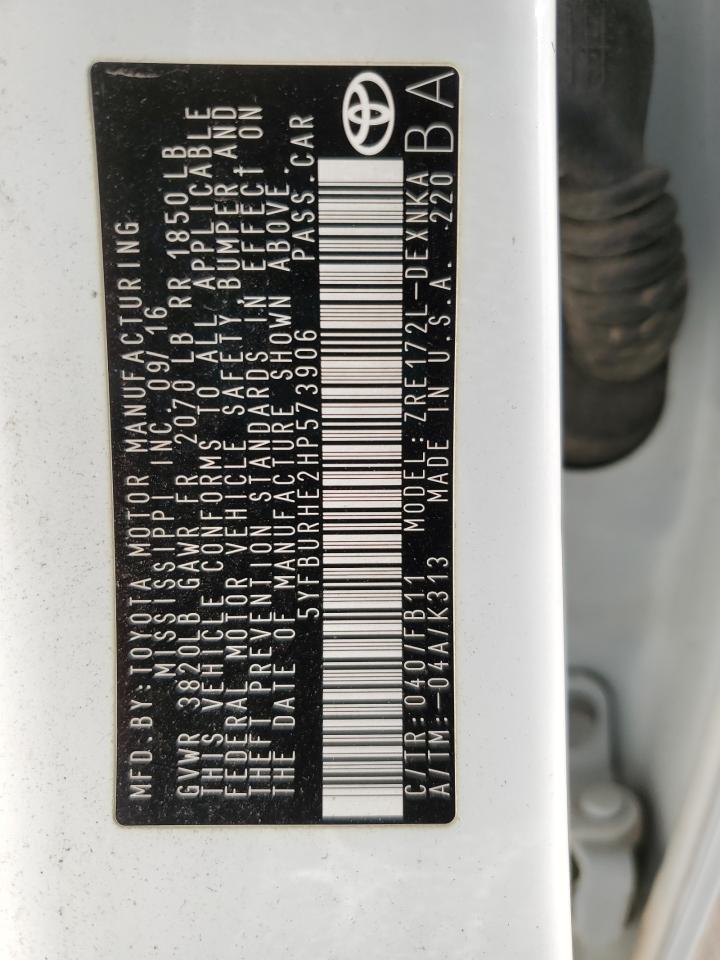 MFD.BY:TOYOTA MOTOR MANUFACTURING
MISSISSIPPI INC.09/16
GVWR 3820LB GAWR FR 2070 LB RR 1850LB
THIS VEHICLE CONFORMS TO ALL APPLICABLE
FEDERAL MOTOR VEHICLE SAFETY, BUMPER AND
THEFT PREVENTION STANDARDS IN EFFECT ON
THE DATE OF MANUFACTURE SHOWN ABOVE.
5YFBURHE2HP573906 PASS.CAR
C/TR:040/FB11 MODEL:ZRE172L-DEXNKA
A/TM:-04A/K313 MADE IN U.S.A. 220
BA